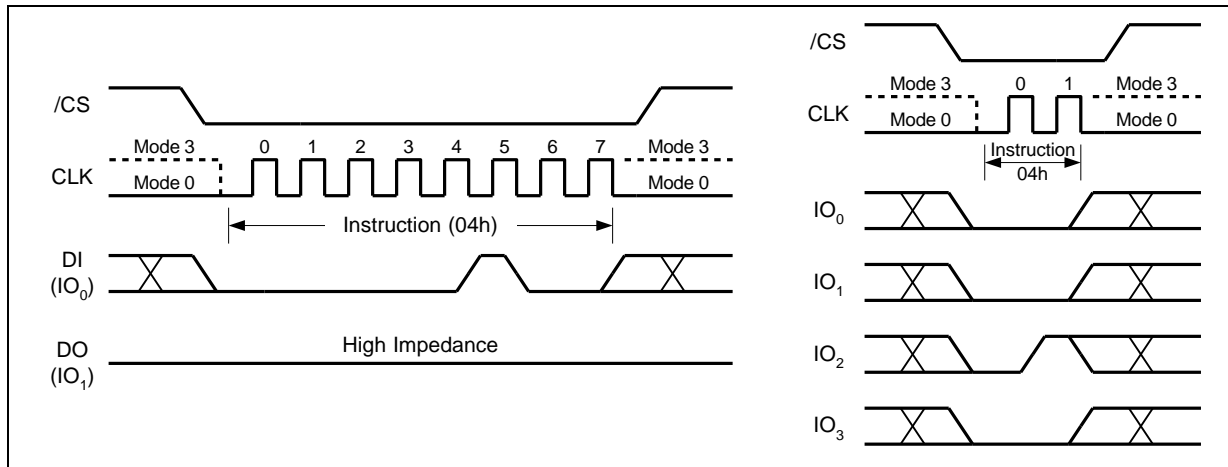 /CS
Mode 3 0 1 2 3 4 5 6 7 Mode 3
CLK Mode 0 Mode 0
Instruction (04h)
DI
(IO0)
DO High Impedance
(IO1)
/CS
Mode 3 0 1 Mode 3
CLK Mode 0 Mode 0
Instruction
04h
IO0
IO1
IO2
IO3